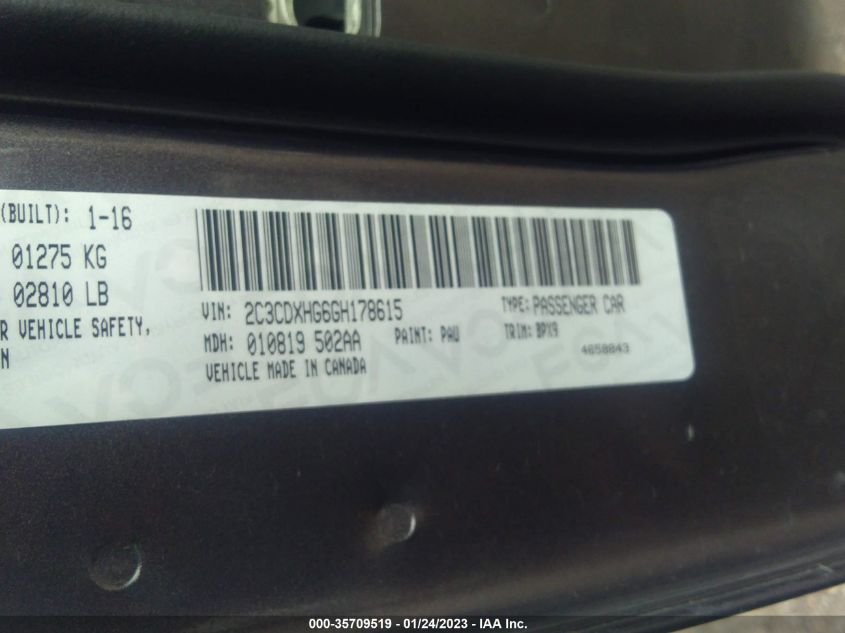 (BUILT): 1-16
01275 KG
02810 LB
R VEHICLE SAFETY,
N
VIN: 2C3CDXHG6GH178615 TYPE: PASSENGER CAR
MDH: 010819 502AA PAINT: PAU TRIM: BPX9
VEHICLE MADE IN CANADA 4658843
000-35709519 - 01/24/2023 - IAA Inc.